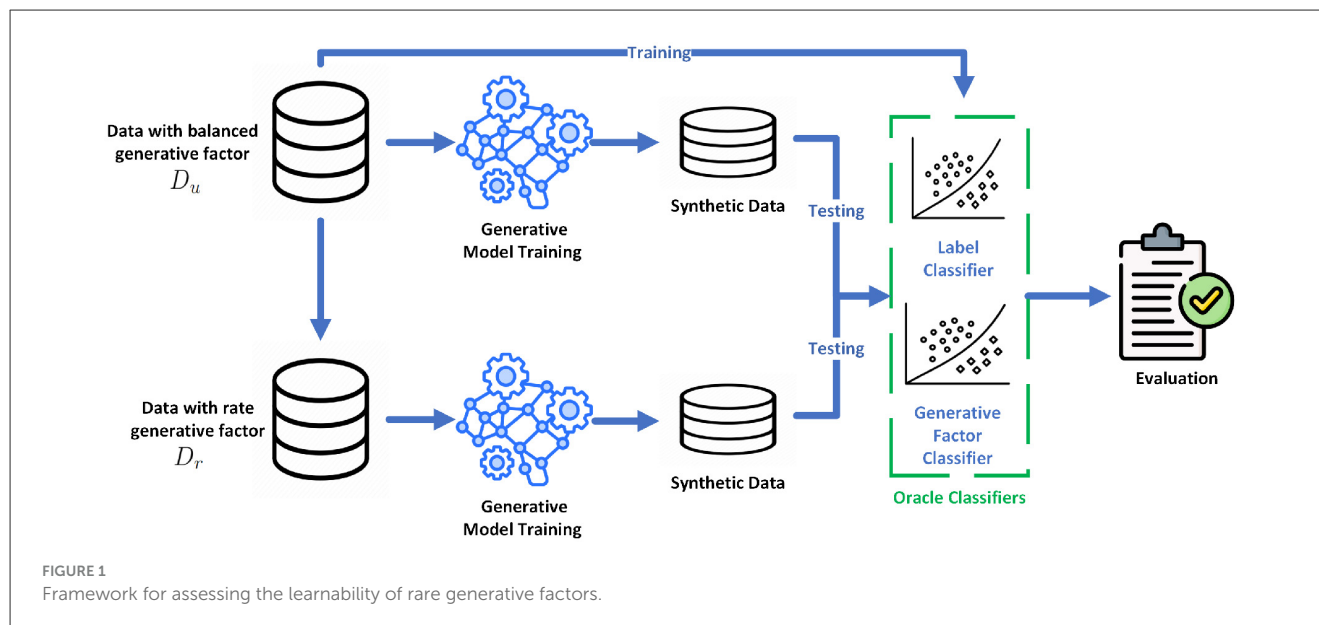 Training
Data with balanced
generative factor
D_u
Generative
Model Training
Synthetic Data
Testing
Label
Classifier
Testing
Generative
Factor
Classifier
Oracle Classifiers
Evaluation
Data with rate
generative factor
D_r
Generative
Model Training
Synthetic Data
FIGURE 1
Framework for assessing the learnability of rare generative factors.